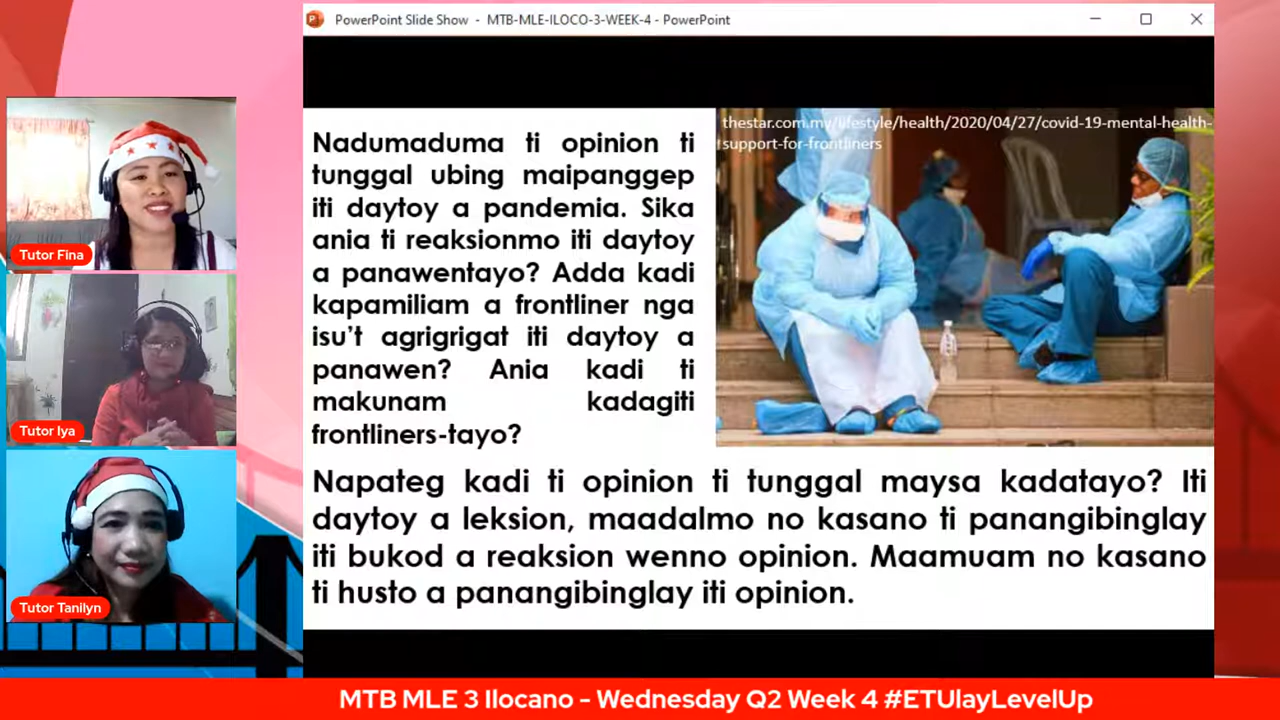 PowerPoint Slide Show - MTB-MLE-ILOCO-3-WEEK-4 - PowerPoint
thestar.com.my/lifestyle/health/2020/04/27/covid-19-mental-health-
support-for-frontliners
Nadumaduma ti opinion ti
tunggal ubing maipanggep
iti daytoy a pandemia. Sika
ania ti reaksionmo iti daytoy
a panawentayo? Adda kadi
kapamiliam a frontliner nga
isu't agrigrigat iti daytoy a
panawen? Ania kadi ti
makunam kadagiti
frontliners-tayo?
Napateg kadi ti opinion ti tunggal maysa kadatayo? Iti
daytoy a leksion, maadalmo no kasano ti panangibinglay
iti bukod a reaksion wenno opinion. Maamuam no kasano
ti husto a panangibinglay iti opinion.
Tutor Fina
Tutor Iya
Tutor Tanilyn
MTB MLE 3 Ilocano - Wednesday Q2 Week 4 #ETUlayLevelUp